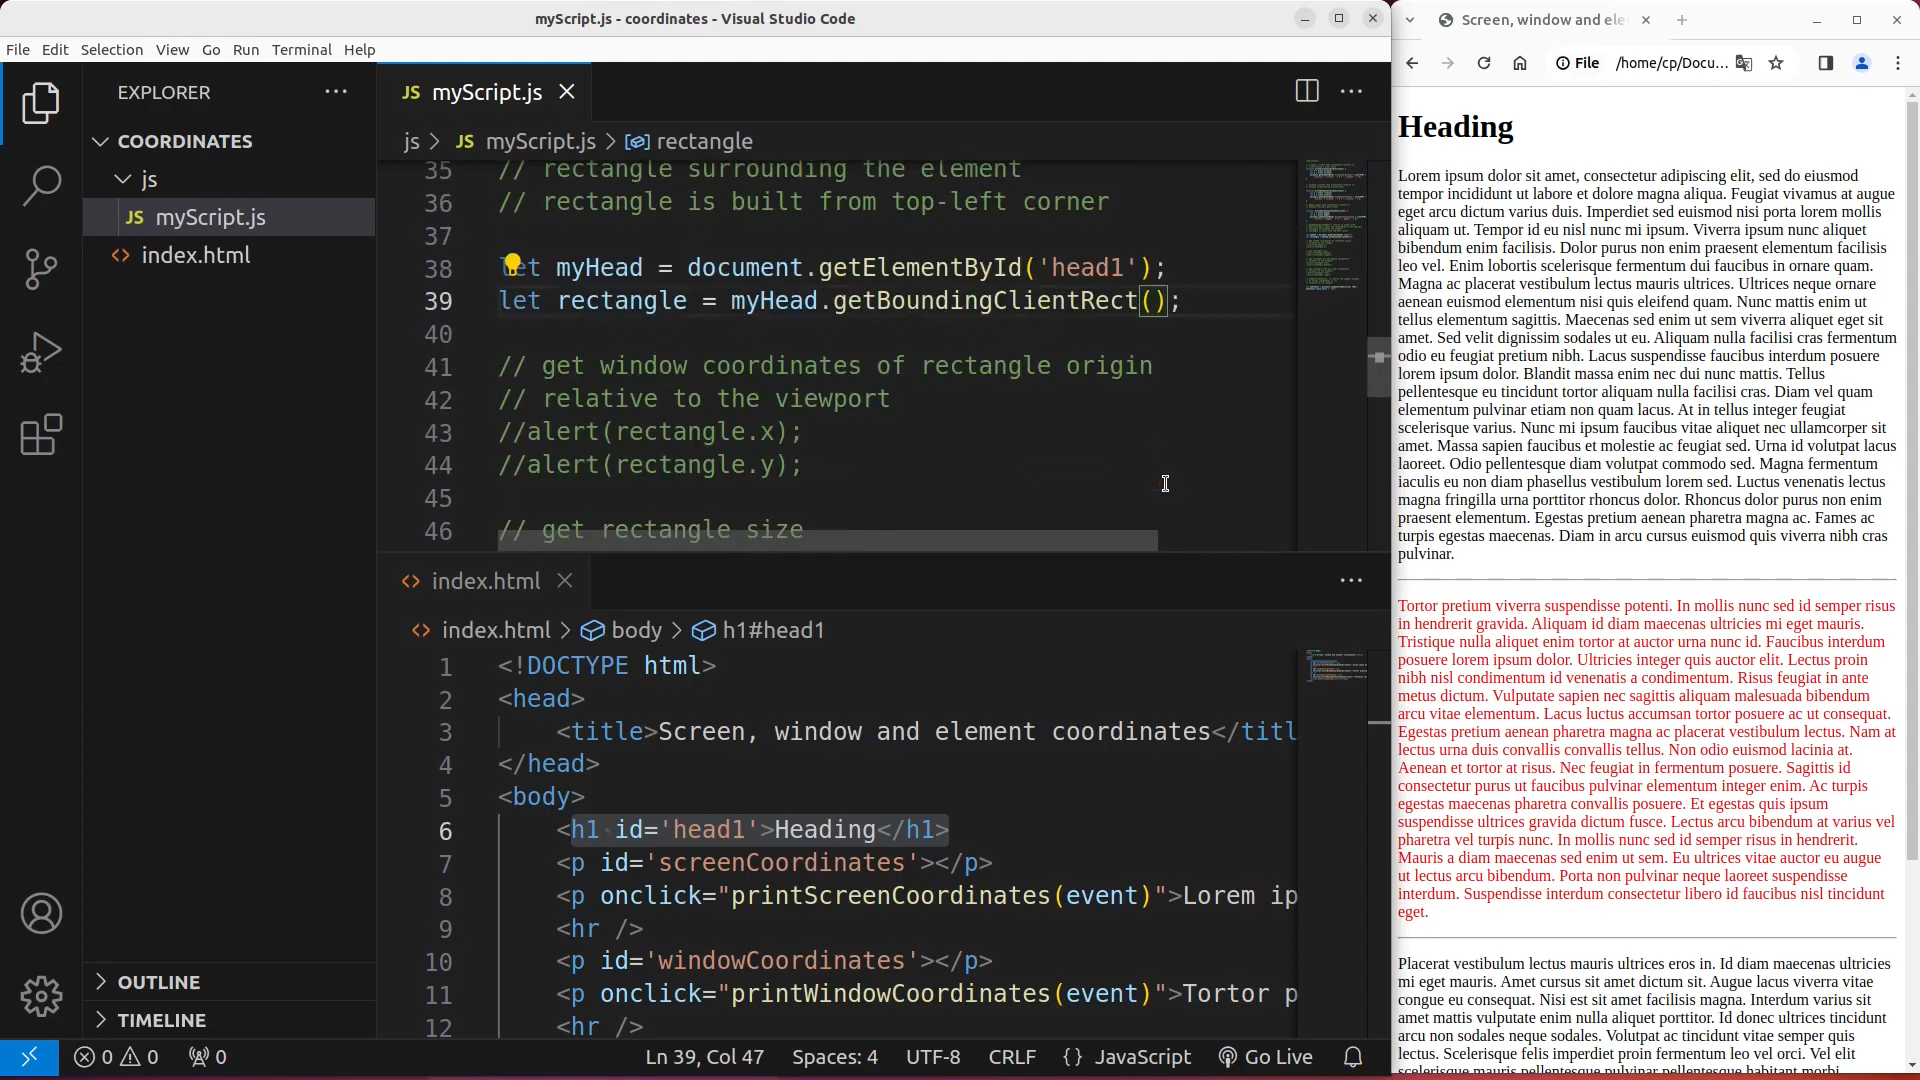 myScript.js - coordinates - Visual Studio Code
File Edit Selection View Go Run Terminal Help
EXPLORER
COORDINATES
js
JS myScript.js
index.html
OUTLINE
TIMELINE
JS myScript.js
js > JS myScript.js > rectangle
35 // rectangle surrounding the element
36 // rectangle is built from top-left corner
37
38 let myHead = document.getElementById('head1');
39 let rectangle = myHead.getBoundingClientRect();
40
41 // get window coordinates of rectangle origin
42 // relative to the viewport
43 //alert(rectangle.x);
44 //alert(rectangle.y);
45
46 // get rectangle size
index.html
index.html > body > h1#head1
1 <!DOCTYPE html>
2 <head>
3 <title>Screen, window and element coordinates</titl
4 </head>
5 <body>
6 <h1 id='head1'>Heading</h1>
7 <p id='screenCoordinates'></p>
8 <p onclick="printScreenCoordinates(event)">Lorem ip
9 <hr />
10 <p id='windowCoordinates'></p>
11 <p onclick="printWindowCoordinates(event)">Tortor p
12 <hr />
0 0 0 Ln 39, Col 47 Spaces: 4 UTF-8 CRLF {} JavaScript Go Live
Screen, window and ele
File /home/cp/Docu...
Heading
Lorem ipsum dolor sit amet, consectetur adipiscing elit, sed do eiusmod
tempor incididunt ut labore et dolore magna aliqua. Feugiat vivamus at augue
eget arcu dictum varius duis. Imperdiet sed euismod nisi porta lorem mollis
aliquam ut. Tempor id eu nisl nunc mi ipsum. Viverra ipsum nunc aliquet
bibendum enim facilisis. Dolor purus non enim praesent elementum facilisis
leo vel. Enim lobortis scelerisque fermentum dui faucibus in ornare quam.
Magna ac placerat vestibulum lectus mauris ultrices. Ultrices neque ornare
aenean euismod elementum nisi quis eleifend quam. Nunc mattis enim ut
tellus elementum sagittis. Maecenas sed enim ut sem viverra aliquet eget sit
amet. Sed velit dignissim sodales ut eu. Aliquam nulla facilisi cras fermentum
odio eu feugiat pretium nibh. Lacus suspendisse faucibus interdum posuere
lorem ipsum dolor. Blandit massa enim nec dui nunc mattis. Tellus
pellentesque eu tincidunt tortor aliquam nulla facilisi cras. Diam vel quam
elementum pulvinar etiam non quam lacus. At in tellus integer feugiat
scelerisque varius. Nunc mi ipsum faucibus vitae aliquet nec ullamcorper sit
amet. Massa sapien faucibus et molestie ac feugiat sed. Urna id volutpat lacus
laoreet. Odio pellentesque diam volutpat commodo sed. Magna fermentum
iaculis eu non diam phasellus vestibulum lorem sed. Luctus venenatis lectus
magna fringilla urna porttitor rhoncus dolor. Rhoncus dolor purus non enim
praesent elementum. Egestas pretium aenean pharetra magna ac. Fames ac
turpis egestas maecenas. Diam in arcu cursus euismod quis viverra nibh cras
pulvinar.
Tortor pretium viverra suspendisse potenti. In mollis nunc sed id semper risus
in hendrerit gravida. Aliquam id diam maecenas ultricies mi eget mauris.
Tristique nulla aliquet enim tortor at auctor urna nunc id. Faucibus interdum
posuere lorem ipsum dolor. Ultricies integer quis auctor elit. Lectus proin
nibh nisl condimentum id venenatis a condimentum. Risus feugiat in ante
metus dictum. Vulputate sapien nec sagittis aliquam malesuada bibendum
arcu vitae elementum. Lacus luctus accumsan tortor posuere ac ut consequat.
Egestas pretium aenean pharetra magna ac placerat vestibulum lectus. Nam at
lectus urna duis convallis convallis tellus. Non odio euismod lacinia at.
Aenean et tortor at risus. Nec feugiat in fermentum posuere. Sagittis id
consectetur purus ut faucibus pulvinar elementum integer enim. Ac turpis
egestas maecenas pharetra convallis posuere. Et egestas quis ipsum
suspendisse ultrices gravida dictum fusce. Lectus arcu bibendum at varius vel
pharetra vel turpis nunc. In mollis nunc sed id semper risus in hendrerit.
Mauris a diam maecenas sed enim ut sem. Eu ultrices vitae auctor eu augue
ut lectus arcu bibendum. Porta non pulvinar neque laoreet suspendisse
interdum. Suspendisse interdum consectetur libero id faucibus nisl tincidunt
eget.
Placerat vestibulum lectus mauris ultrices eros in. Id diam maecenas ultricies
mi eget mauris. Amet cursus sit amet dictum sit. Augue lacus viverra vitae
congue eu consequat. Nisi est sit amet facilisis magna. Interdum varius sit
amet mattis vulputate enim nulla aliquet porttitor. Id donec ultrices tincidunt
arcu non sodales neque sodales. Volutpat ac tincidunt vitae semper quis
lectus. Scelerisque felis imperdiet proin fermentum leo vel orci. Vel elit
scelerisque mauris pellentesque pulvinar pellentesque habitant morbi